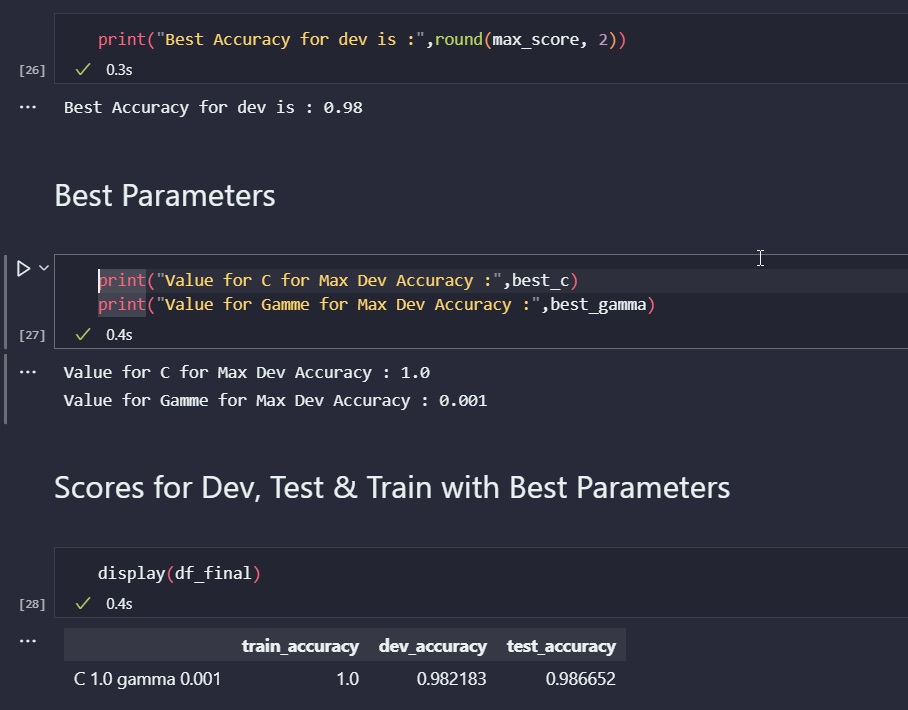 print("Best Accuracy for dev is :",round(max_score, 2))
[26] 0.3s
Best Accuracy for dev is : 0.98
Best Parameters
print("Value for C for Max Dev Accuracy :",best_c)
print("Value for Gamme for Max Dev Accuracy :",best_gamma)
[27] 0.4s
Value for C for Max Dev Accuracy : 1.0
Value for Gamme for Max Dev Accuracy : 0.001
Scores for Dev, Test & Train with Best Parameters
display(df_final)
[28] 0.4s
train_accuracy dev_accuracy test_accuracy
C 1.0 gamma 0.001 1.0 0.982183 0.986652